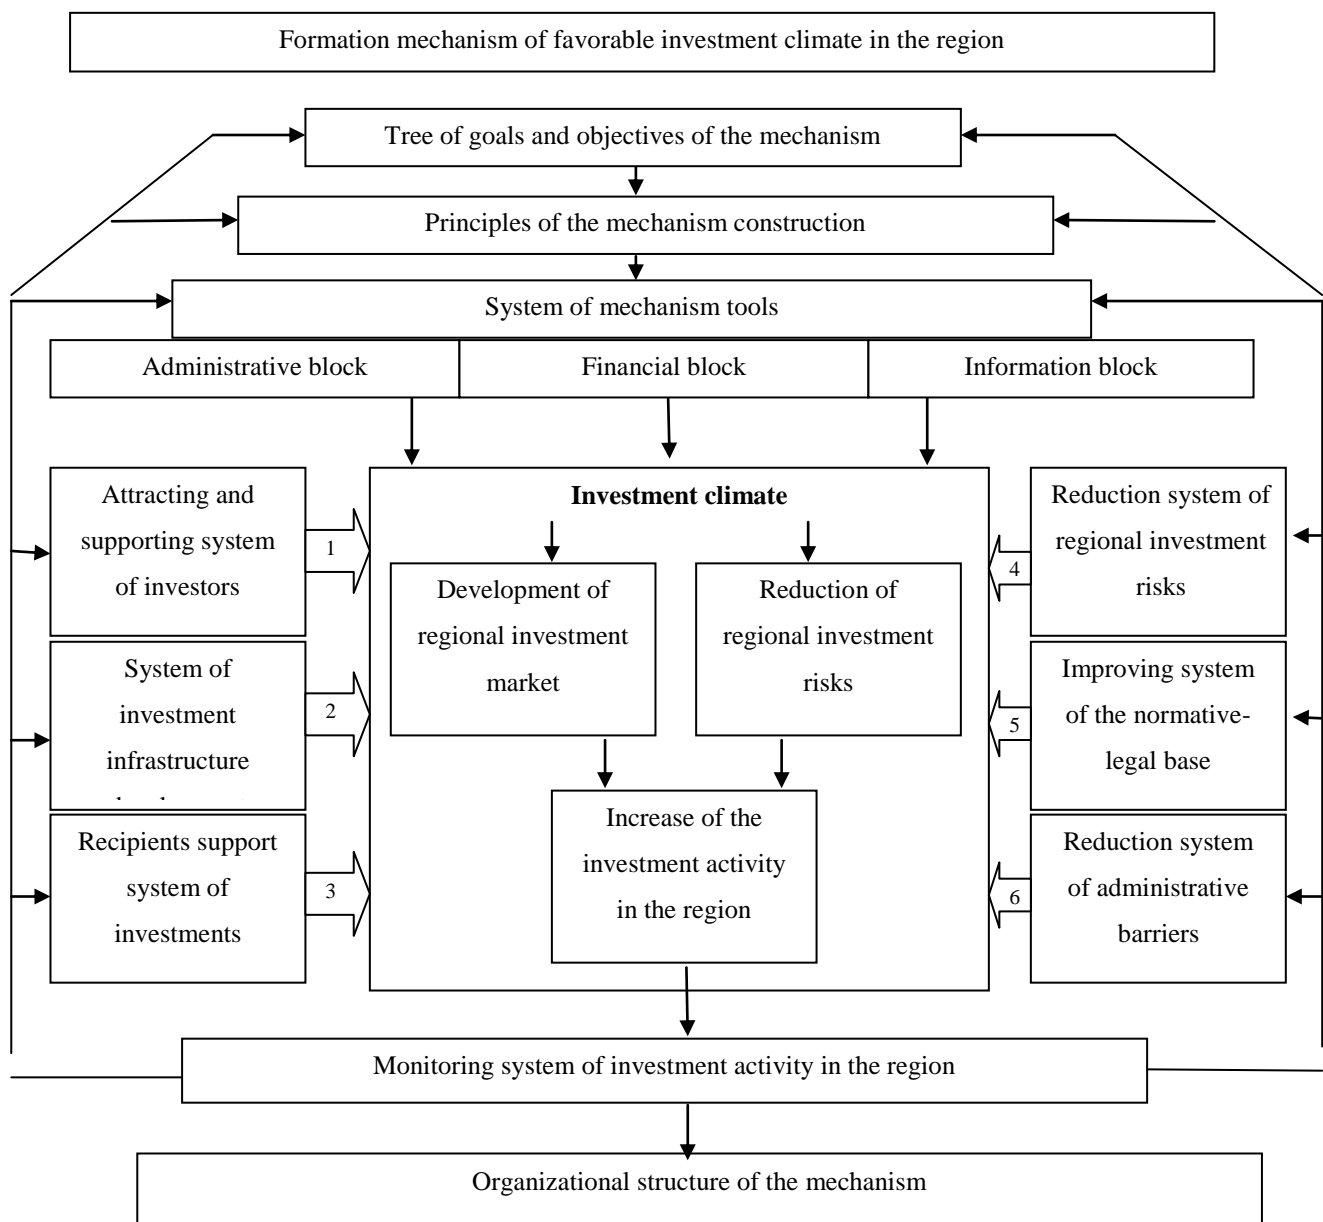 Formation mechanism of favorable investment climate in the region
Tree of goals and objectives of the mechanism
Principles of the mechanism construction
System of mechanism tools
Administrative block
Financial block
Information block
Attracting and
supporting system
of investors
1
System of
investment
infrastructure
2
Recipients support
system of
investments
3
Investment climate
Development of
regional investment
market
Reduction of
regional investment
risks
Increase of the
investment activity
in the region
Reduction system of
regional investment
risks
4
Improving system
of the normative-
legal base
5
Reduction system
of administrative
barriers
6
Monitoring system of investment activity in the region
Organizational structure of the mechanism